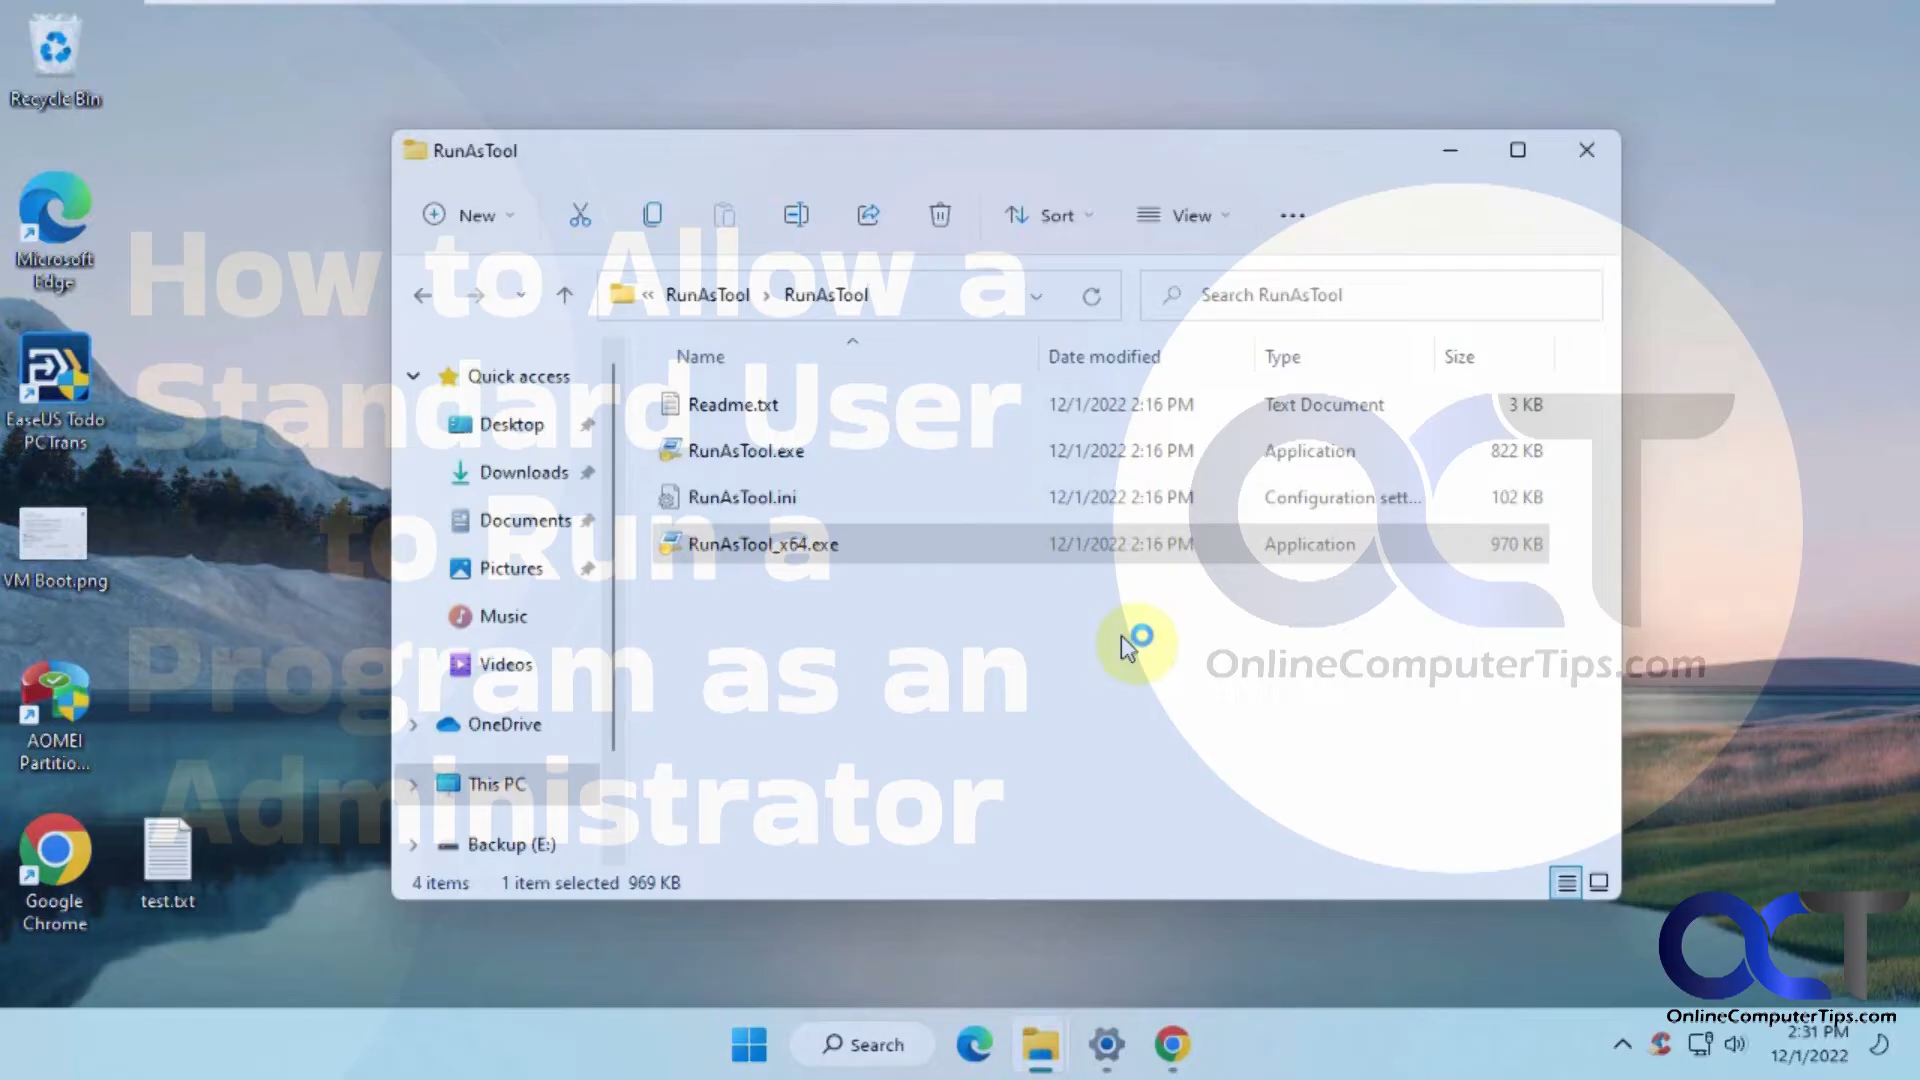 Recycle Bin
Microsoft
Edge
EaseUS Todo
PCTrans
VM Boot.png
AOMEI
Partitio...
Google
Chrome
test.txt
RunAsTool
New
Sort
View
« RunAsTool › RunAsTool
Search RunAsTool
Name
Date modified
Type
Size
Readme.txt 12/1/2022 2:16 PM Text Document 3 KB
RunAsTool.exe 12/1/2022 2:16 PM Application 822 KB
RunAsTool.ini 12/1/2022 2:16 PM Configuration sett... 102 KB
RunAsTool_x64.exe 12/1/2022 2:16 PM Application 970 KB
Quick access
Desktop
Downloads
Documents
Pictures
Music
Videos
OneDrive
This PC
Backup (E:)
4 items 1 item selected 969 KB
How to Allow a
Standard User
to Run a
Program as an
Administrator
OCT
OnlineComputerTips.com
OCT
OnlineComputerTips.com
Search
2:31 PM
12/1/2022